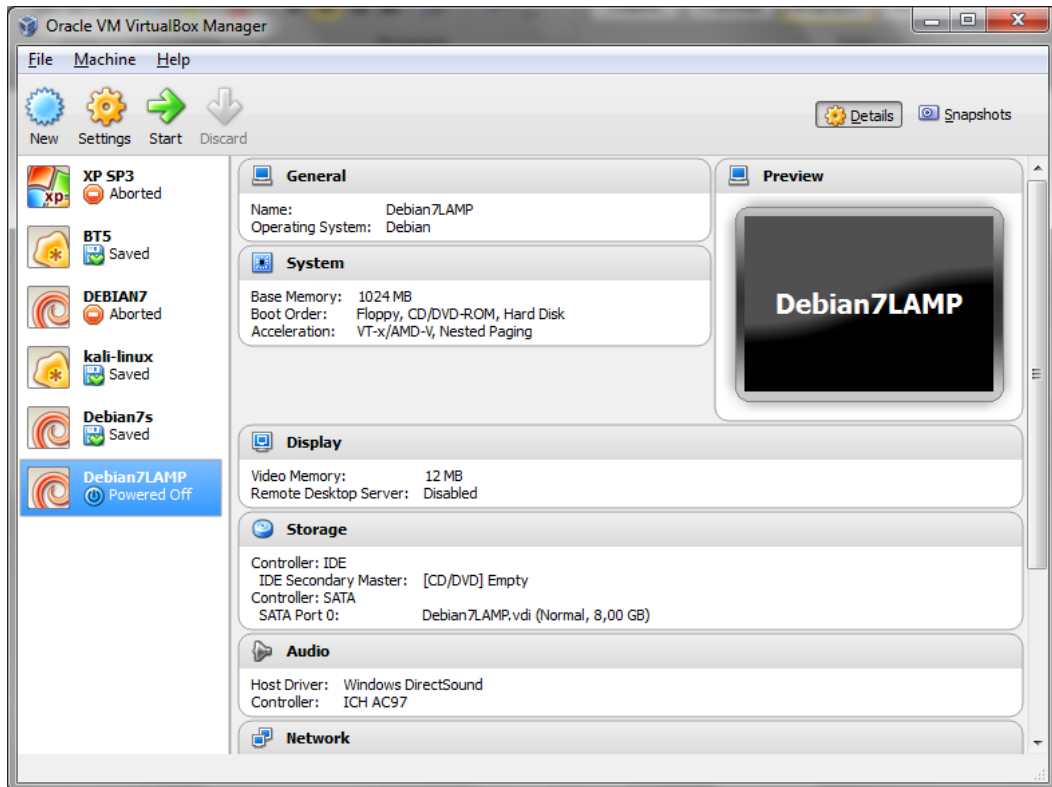 Oracle VM VirtualBox Manager
File Machine Help
New Settings Start Discard
Details Snapshots
XP SP3
Aborted
BT5
Saved
DEBIAN7
Aborted
kali-linux
Saved
Debian7s
Saved
Debian7LAMP
Powered Off
General
Name: Debian7LAMP
Operating System: Debian
System
Base Memory: 1024 MB
Boot Order: Floppy, CD/DVD-ROM, Hard Disk
Acceleration: VT-x/AMD-V, Nested Paging
Preview
Debian7LAMP
Display
Video Memory: 12 MB
Remote Desktop Server: Disabled
Storage
Controller: IDE
IDE Secondary Master: [CD/DVD] Empty
Controller: SATA
SATA Port 0: Debian7LAMP.vdi (Normal, 8,00 GB)
Audio
Host Driver: Windows DirectSound
Controller: ICH AC97
Network